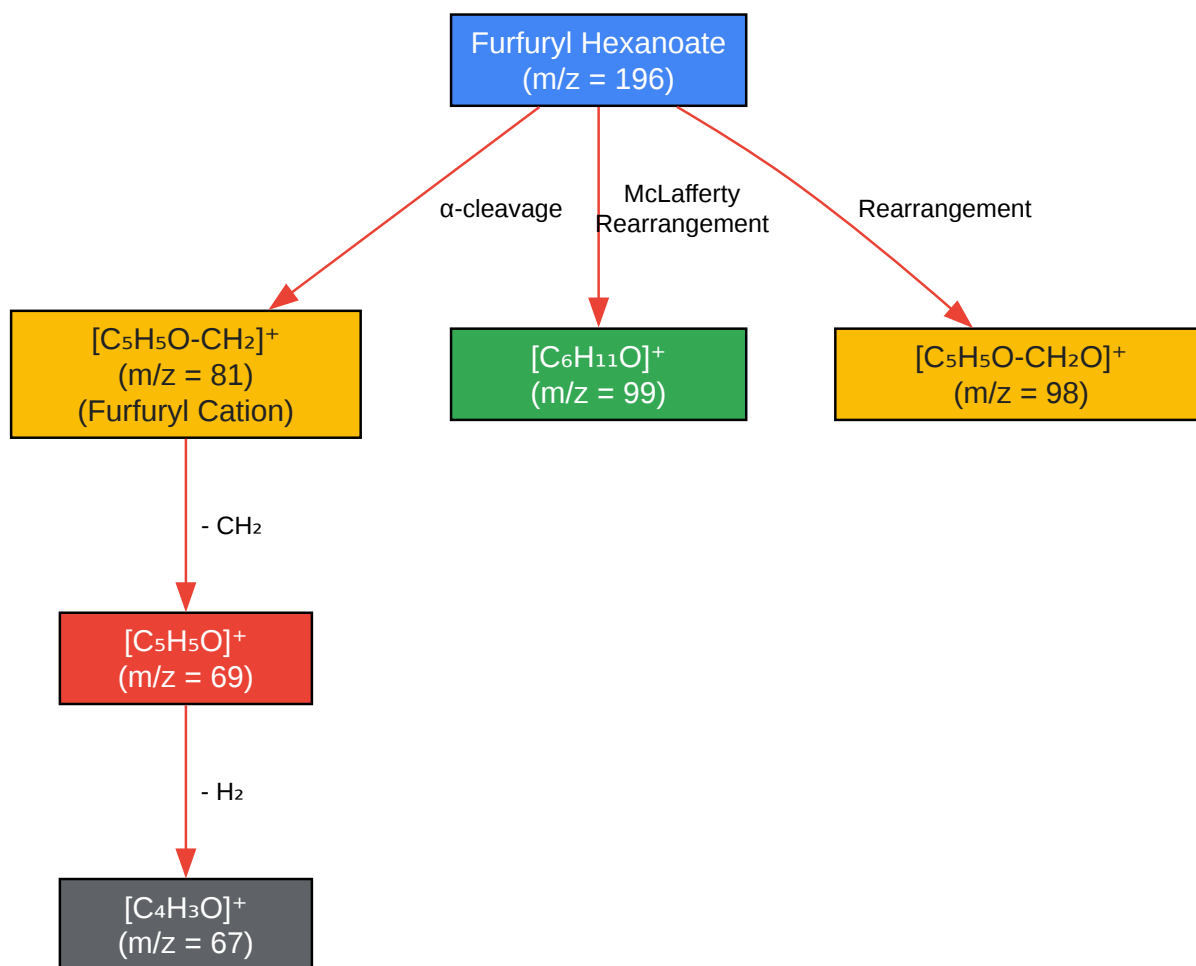 Furfuryl Hexanoate
(m/z = 196)
α-cleavage
McLafferty
Rearrangement
Rearrangement
[C₅H₅O-CH₂]⁺
(m/z = 81)
(Furfuryl Cation)
[C₆H₁₁O]⁺
(m/z = 99)
[C₅H₅O-CH₂O]⁺
(m/z = 98)
- CH₂
[C₅H₅O]⁺
(m/z = 69)
- H₂
[C₄H₃O]⁺
(m/z = 67)